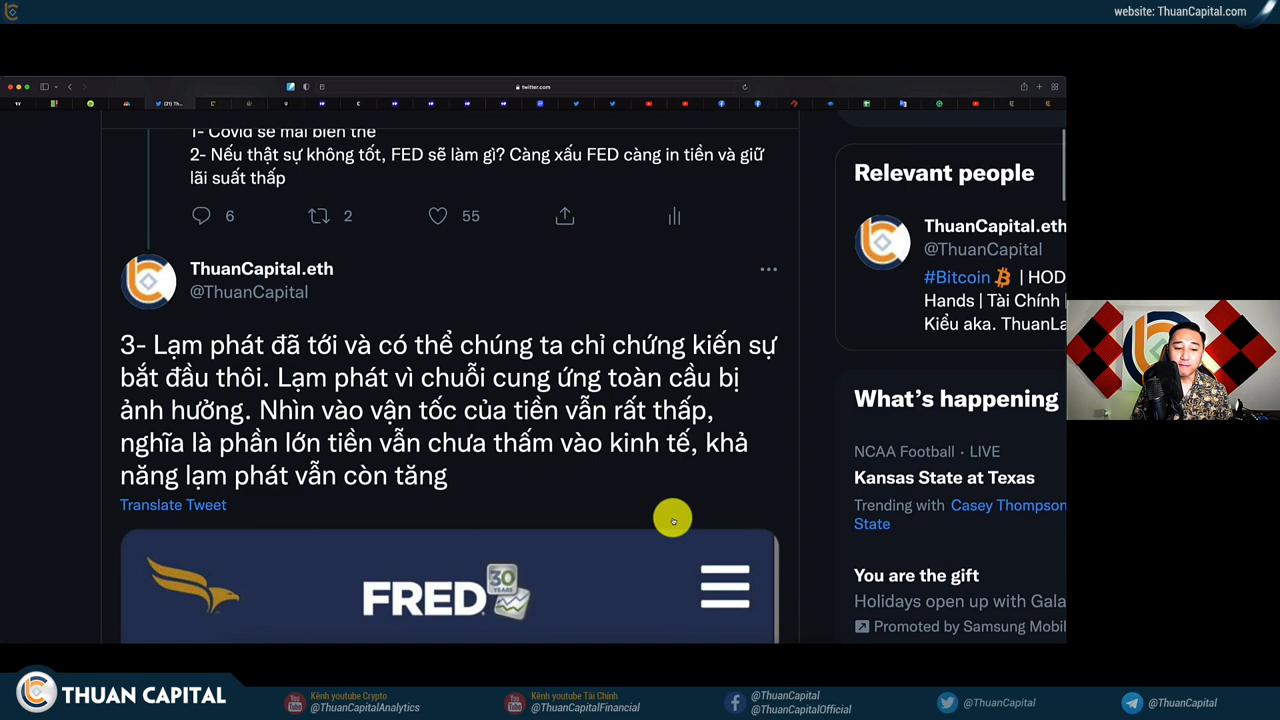 website: ThuanCapital.com
twitter.com
1- Covid sẽ mãi biến thể
2- Nếu thật sự không tốt, FED sẽ làm gì? Càng xấu FED càng in tiền và giữ
lãi suất thấp
6
2
55
ThuanCapital.eth
@ThuanCapital
3- Lạm phát đã tới và có thể chúng ta chỉ chứng kiến sự
bắt đầu thôi. Lạm phát vì chuỗi cung ứng toàn cầu bị
ảnh hưởng. Nhìn vào vận tốc của tiền vẫn rất thấp,
nghĩa là phần lớn tiền vẫn chưa thấm vào kinh tế, khả
năng lạm phát vẫn còn tăng
Translate Tweet
FRED
30
YEARS
Relevant people
ThuanCapital.eth
@ThuanCapital
#Bitcoin | HOD
Hands | Tài Chính
Kiểu aka. ThuanLa
What's happening
NCAA Football · LIVE
Kansas State at Texas
Trending with Casey Thompson
State
You are the gift
Holidays open up with Gala
Promoted by Samsung Mobil
THUAN CAPITAL
Kênh youtube Crypto
@ThuanCapitalAnalytics
Kênh youtube Tài Chính
@ThuanCapitalFinancial
@ThuanCapital
@ThuanCapitalOfficial
@ThuanCapital
@ThuanCapital